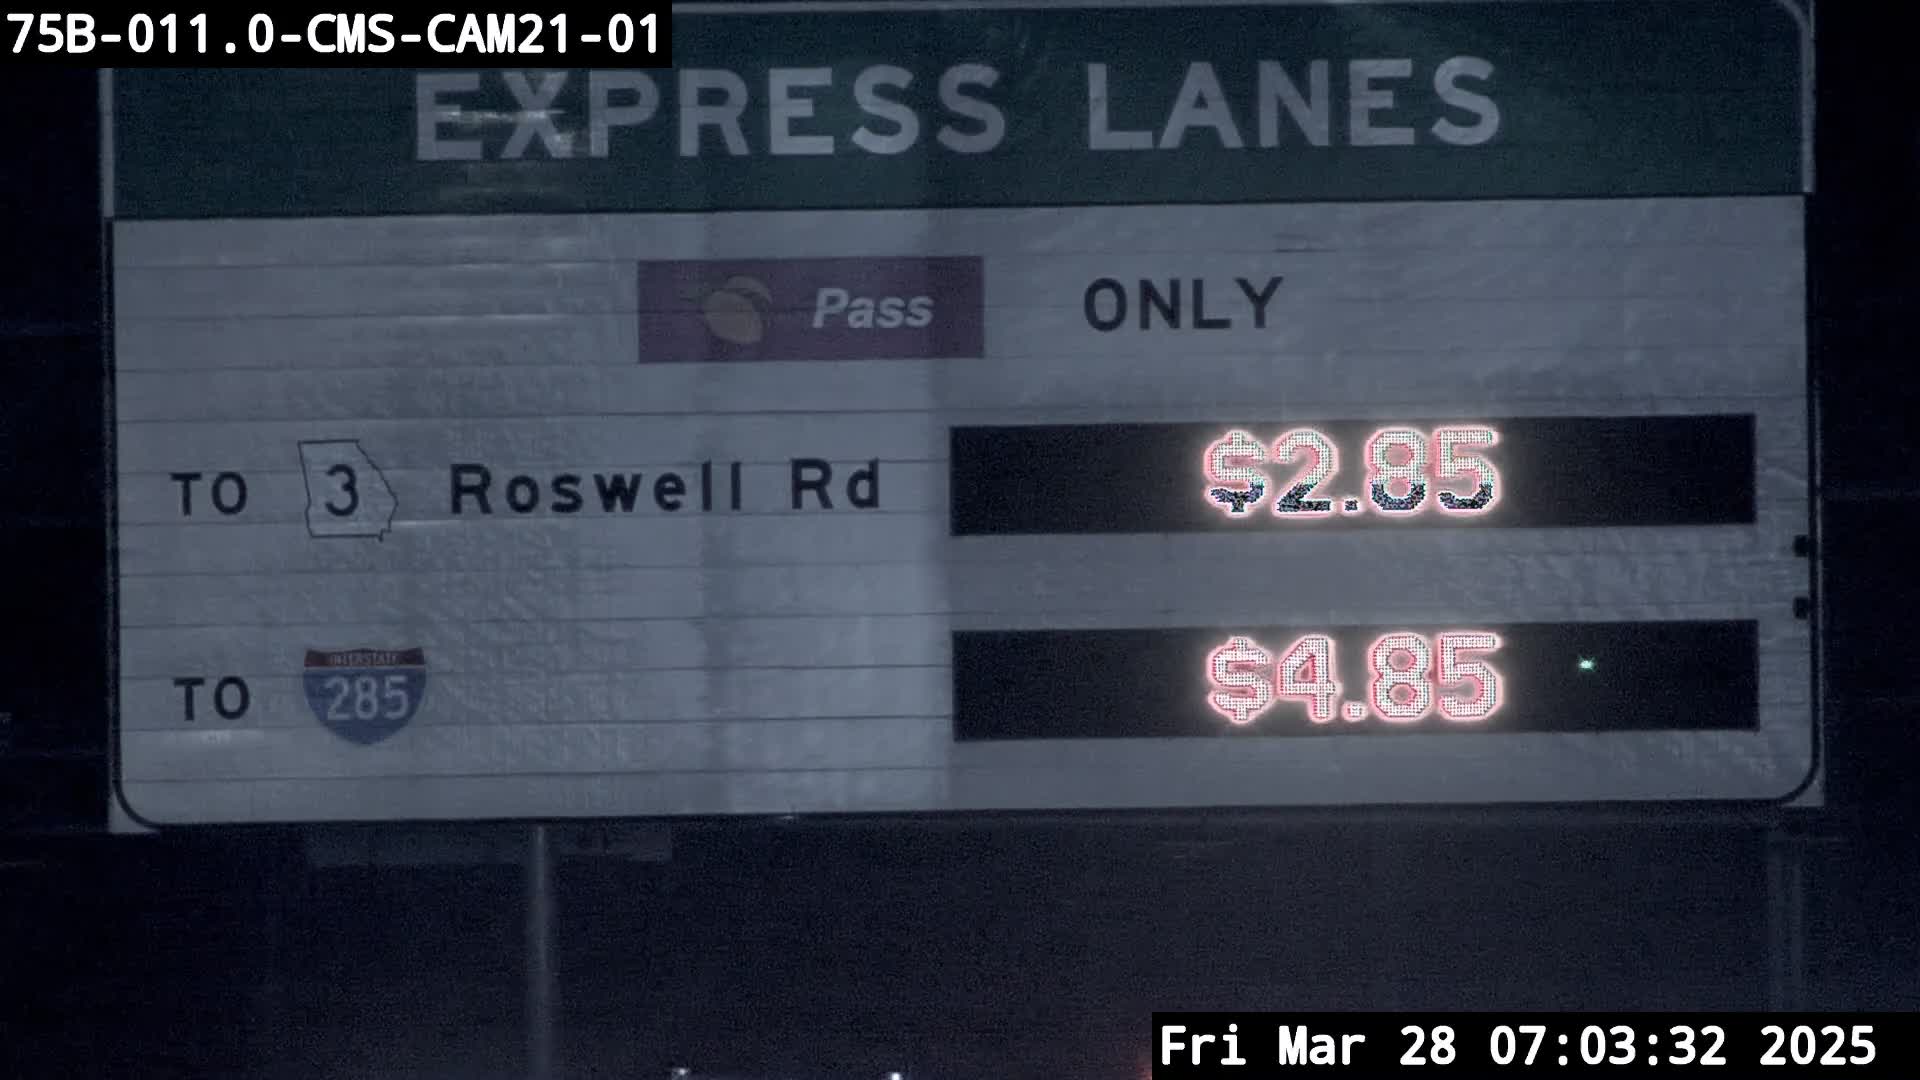 75B-011.0-CMS-CAM21-01
EXPRESS LANES
Pass ONLY
TO 3 Roswell Rd $2.85
INTERSTATE
TO 285 $4.85
Fri Mar 28 07:03:32 2025